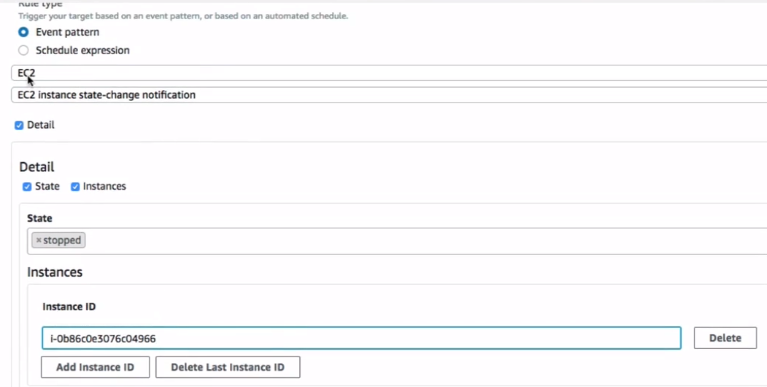 Rule type
Trigger your target based on an event pattern, or based on an automated schedule.
Event pattern
Schedule expression
EC2
EC2 instance state-change notification
Detail
Detail
State Instances
State
×stopped
Instances
Instance ID
i-0b86c0e3076c04966 Delete
Add Instance ID Delete Last Instance ID